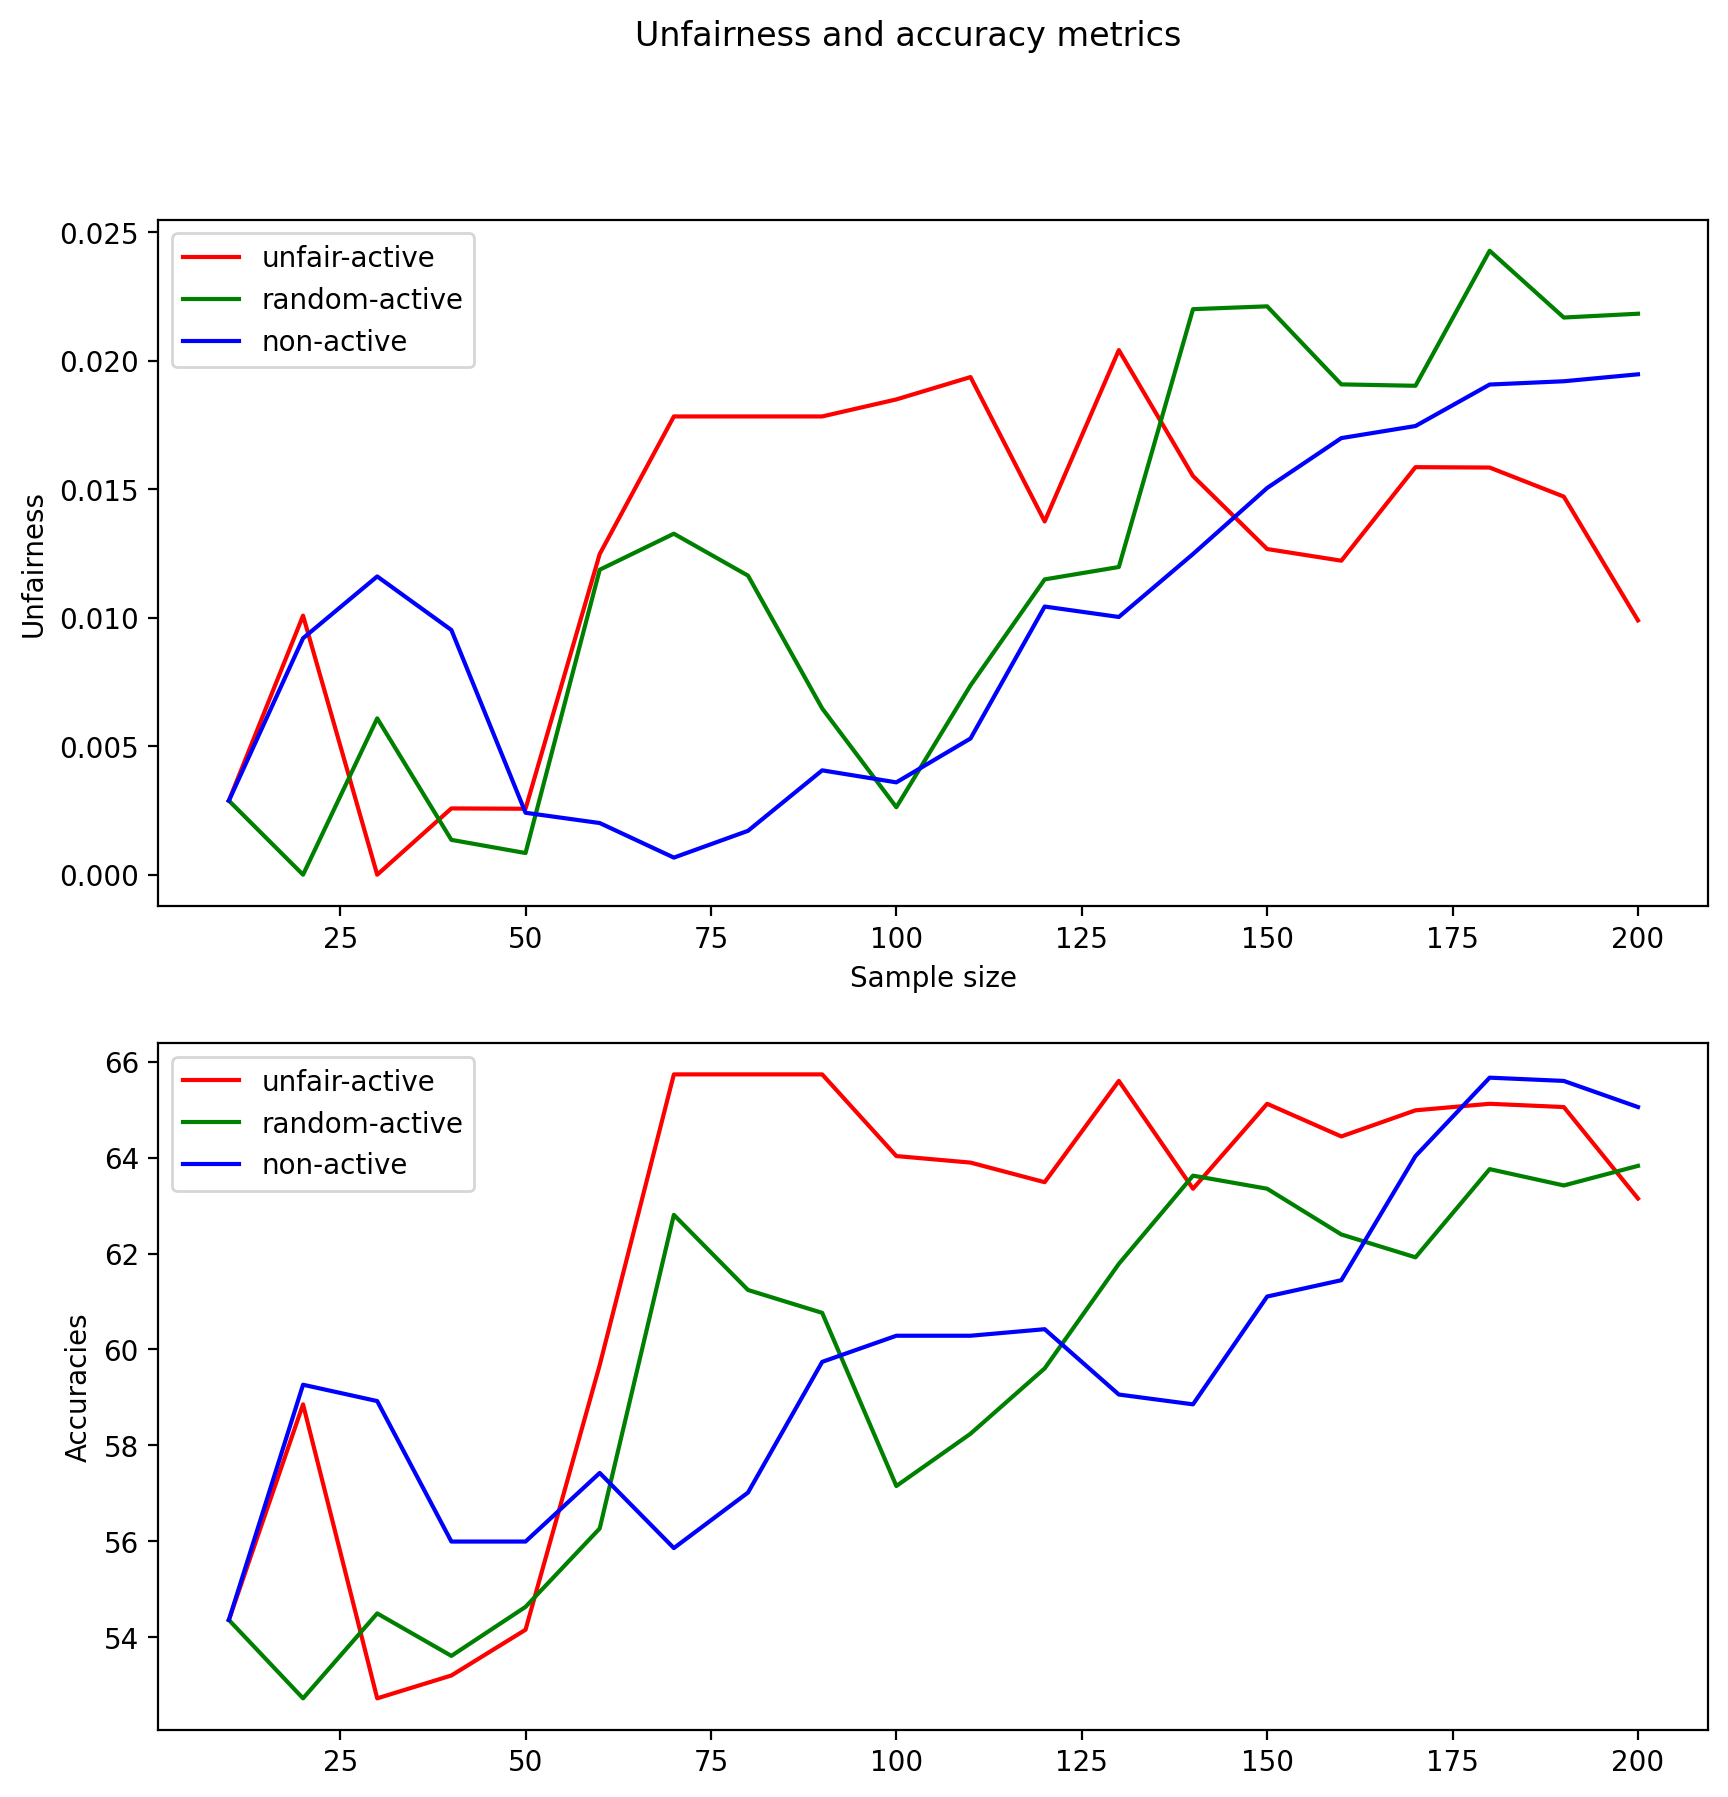 Unfairness and accuracy metrics
0.025
0.020
0.015
0.010
0.005
0.000
Unfairness
unfair-active
random-active
non-active
25 50 75 100 125 150 175 200
Sample size
66
64
62
60
58
56
54
Accuracies
unfair-active
random-active
non-active
25 50 75 100 125 150 175 200